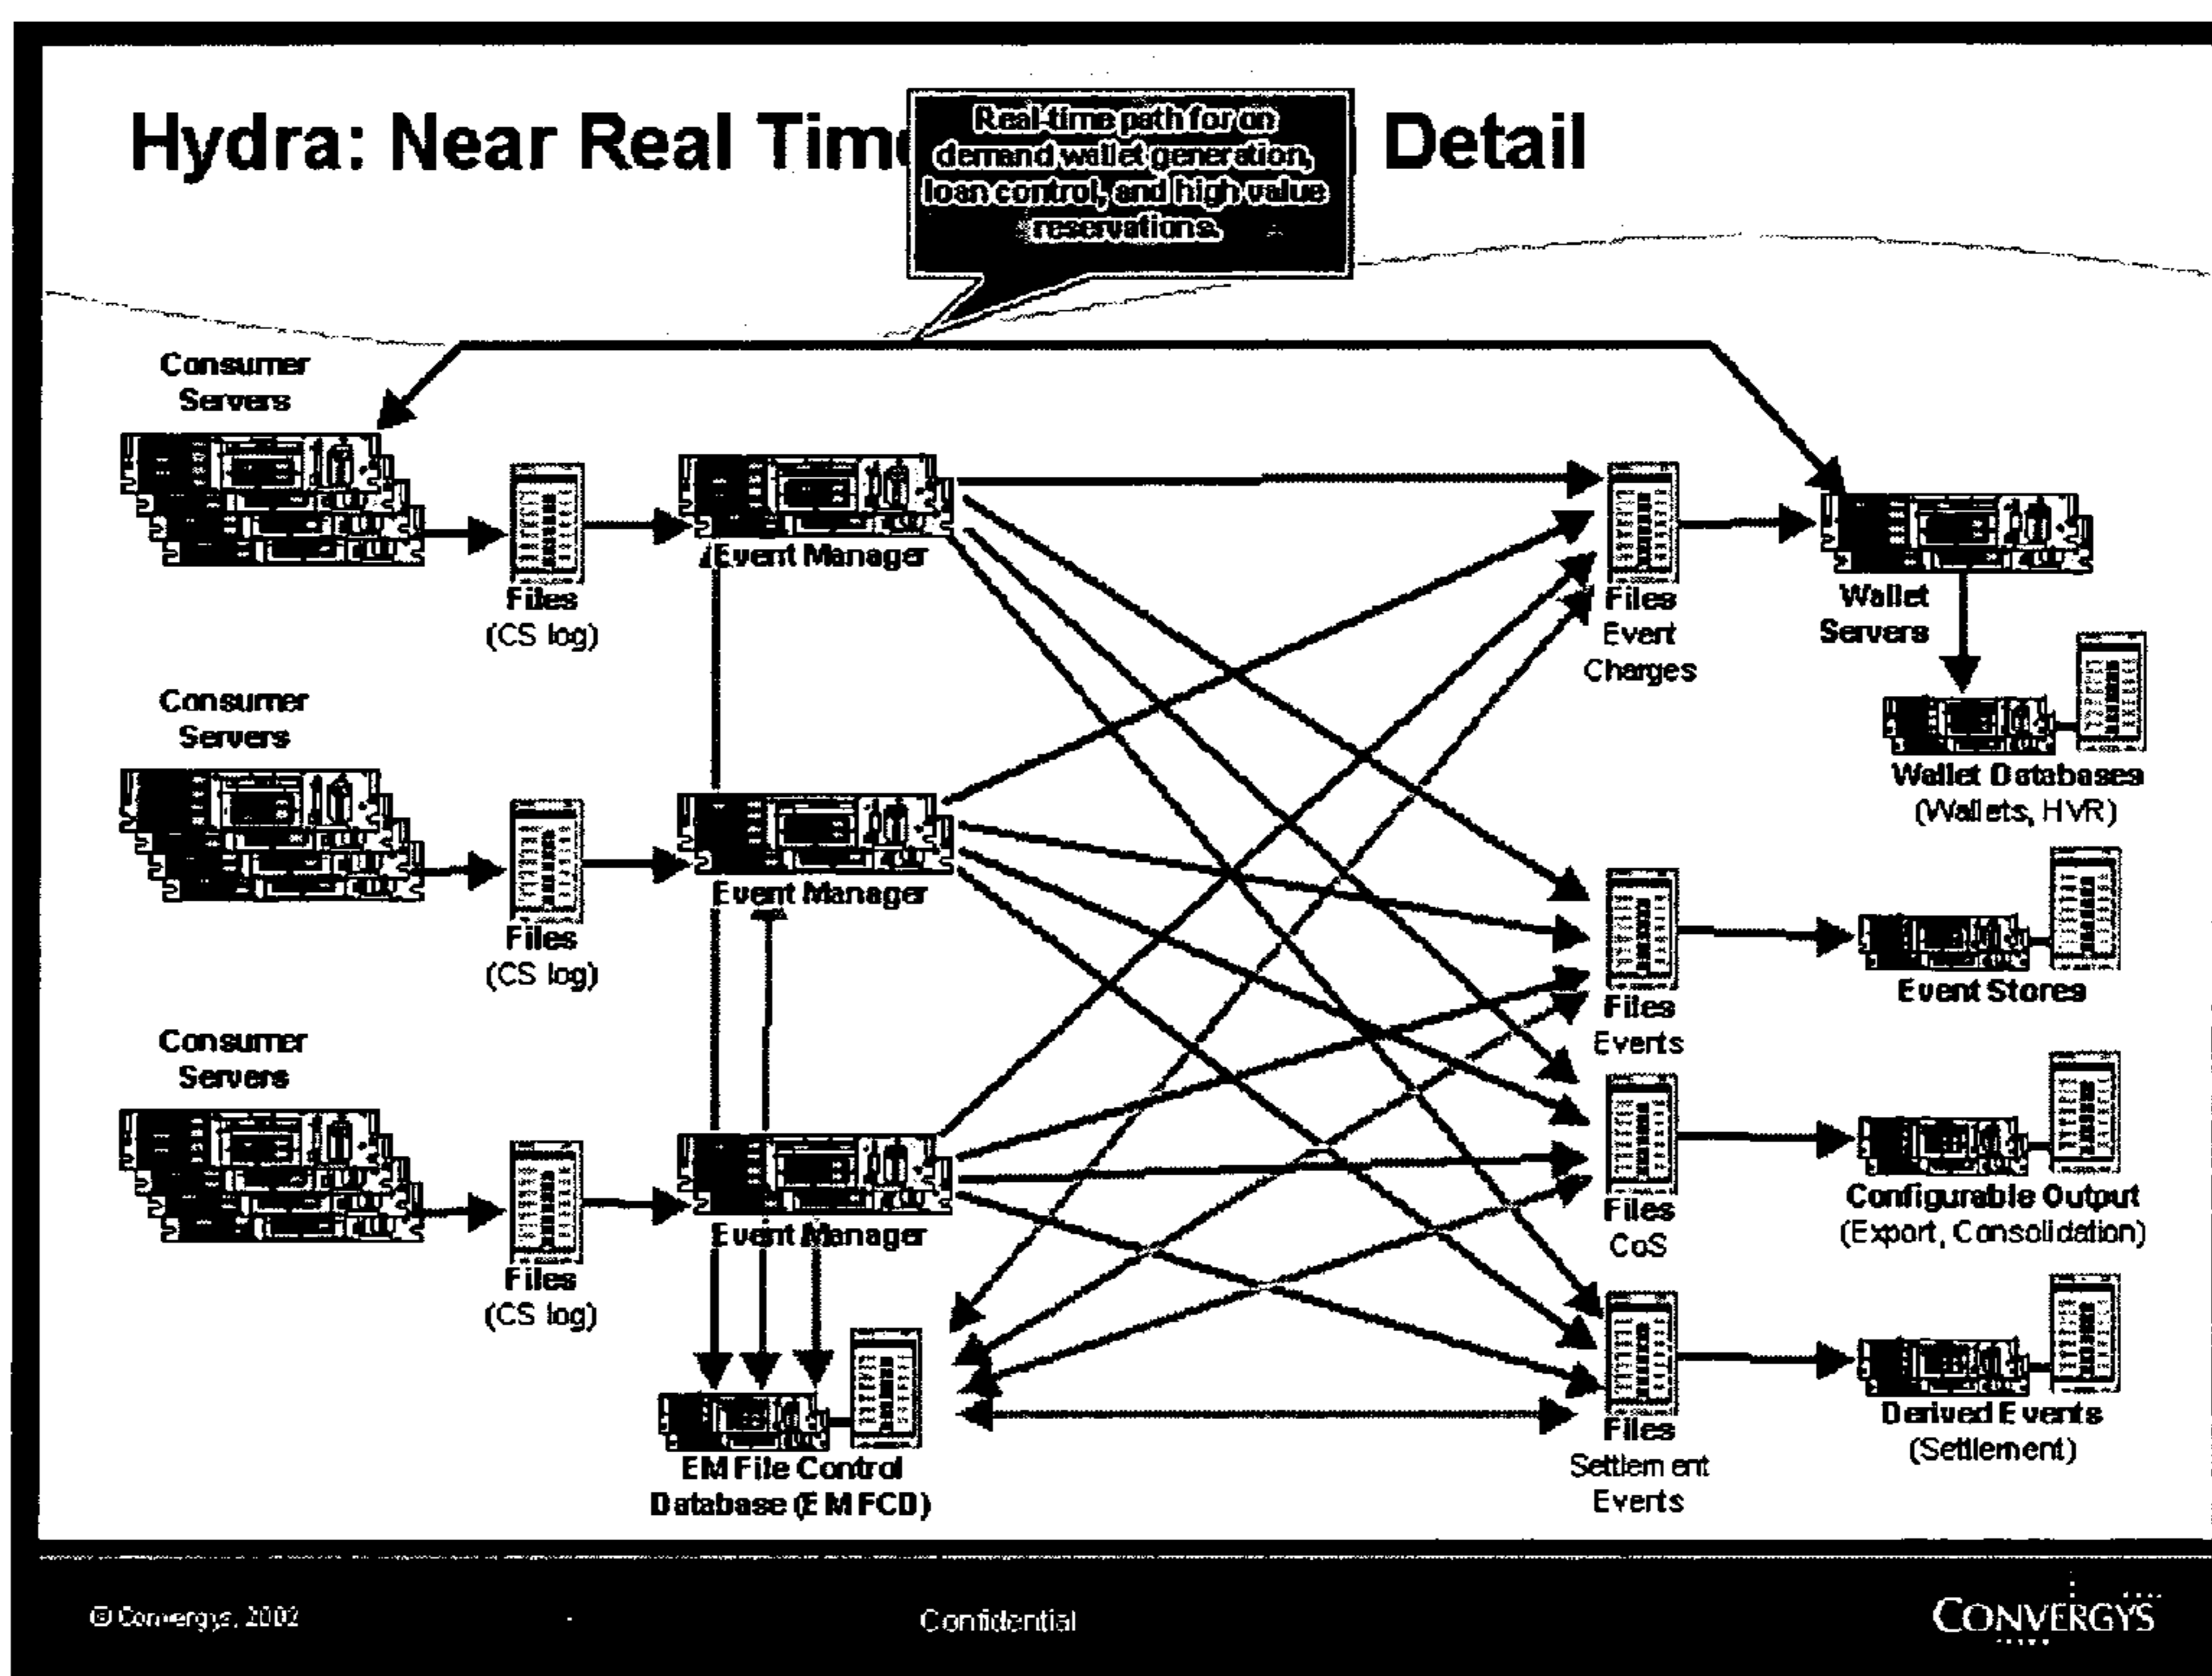 Hydra: Near Real Tim Detail
Real-time path for on
demand wallet generation,
loan control, and high value
reservations.
Consumer
Servers
Files
(CS log)
Event Manager
Files
Event
Charges
Wallet
Servers
Wallet Databases
(Wallets, HVR)
Consumer
Servers
Files
(CS log)
Event Manager
Files
Events
Event Stores
Consumer
Servers
Files
(CS log)
Event Manager
Files
CoS
Configurable Output
(Export, Consolidation)
EM File Control
Database (EMFCD)
Files
Settlement
Events
Derived Events
(Settlement)
© Convergys, 2002
Confidential
CONVERGYS